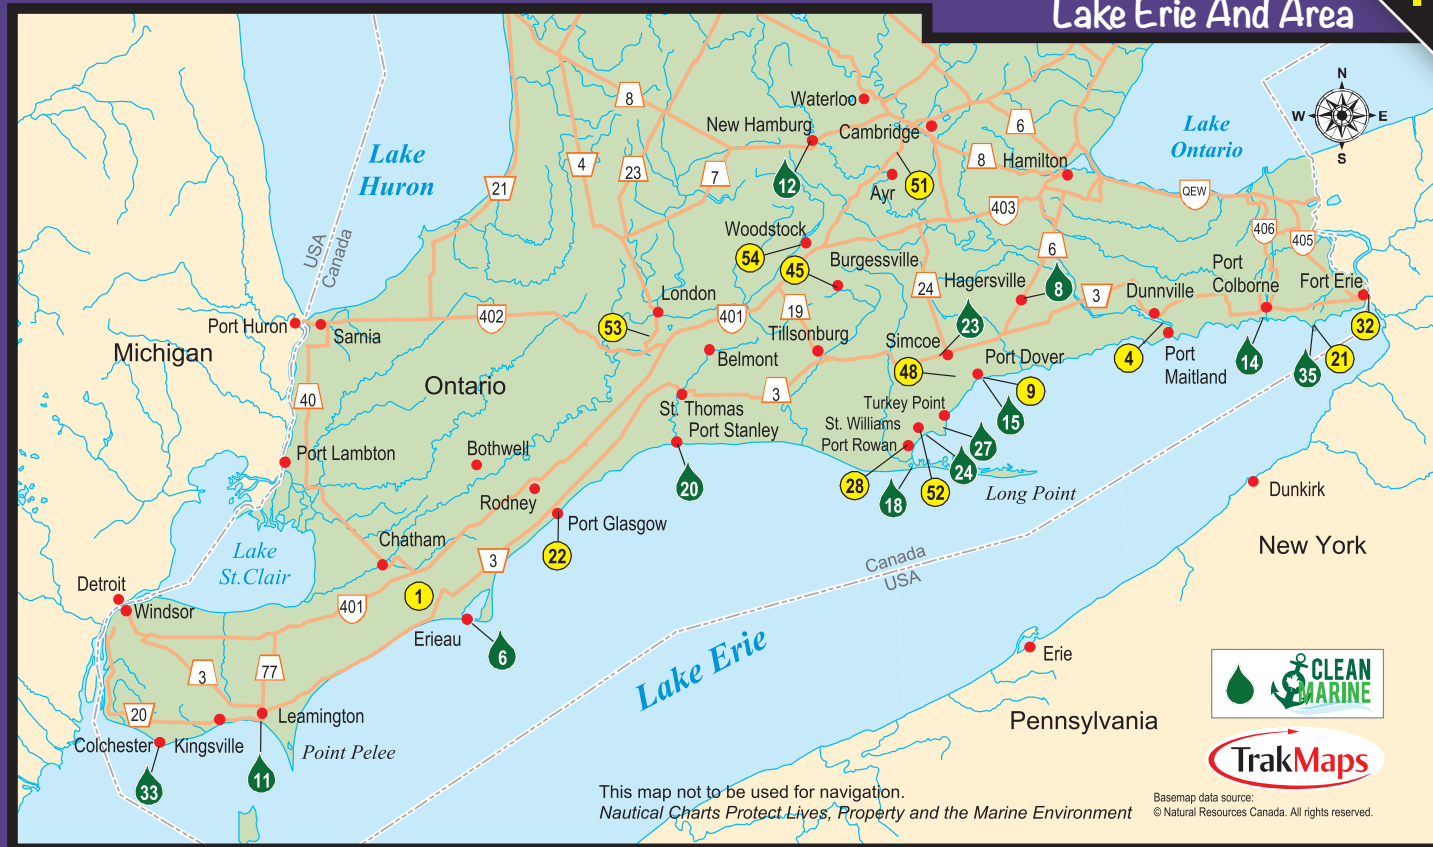 Lake Erie And Area
N
W
E
S
Lake
Huron
Lake
Ontario
USA
Canada
Waterloo
New Hamburg
Cambridge
Hamilton
Ayr
8
4
23
7
21
6
8
403
QEW
406
405
12
51
Woodstock
54
45
Burgessville
24
Hagersville
6
8
3
Dunnville
Port
Colborne
Fort Erie
Port Huron
Sarnia
402
London
53
401
19
Tillsonburg
Belmont
Simcoe
23
48
Port Dover
9
15
4
Port
Maitland
14
35
21
32
Michigan
Ontario
40
3
St. Thomas
Port Stanley
20
Turkey Point
St. Williams
Port Rowan
27
24
28
18
52
Long Point
Port Lambton
Bothwell
Rodney
Port Glasgow
22
Dunkirk
New York
Canada
USA
Lake
St.Clair
Chatham
3
1
401
Detroit
Windsor
Erieau
6
Lake Erie
Erie
Pennsylvania
3
77
20
Leamington
Colchester
Kingsville
Point Pelee
33
11
CLEAN
MARINE
TrakMaps
This map not to be used for navigation.
Nautical Charts Protect Lives, Property and the Marine Environment
Basemap data source:
© Natural Resources Canada. All rights reserved.